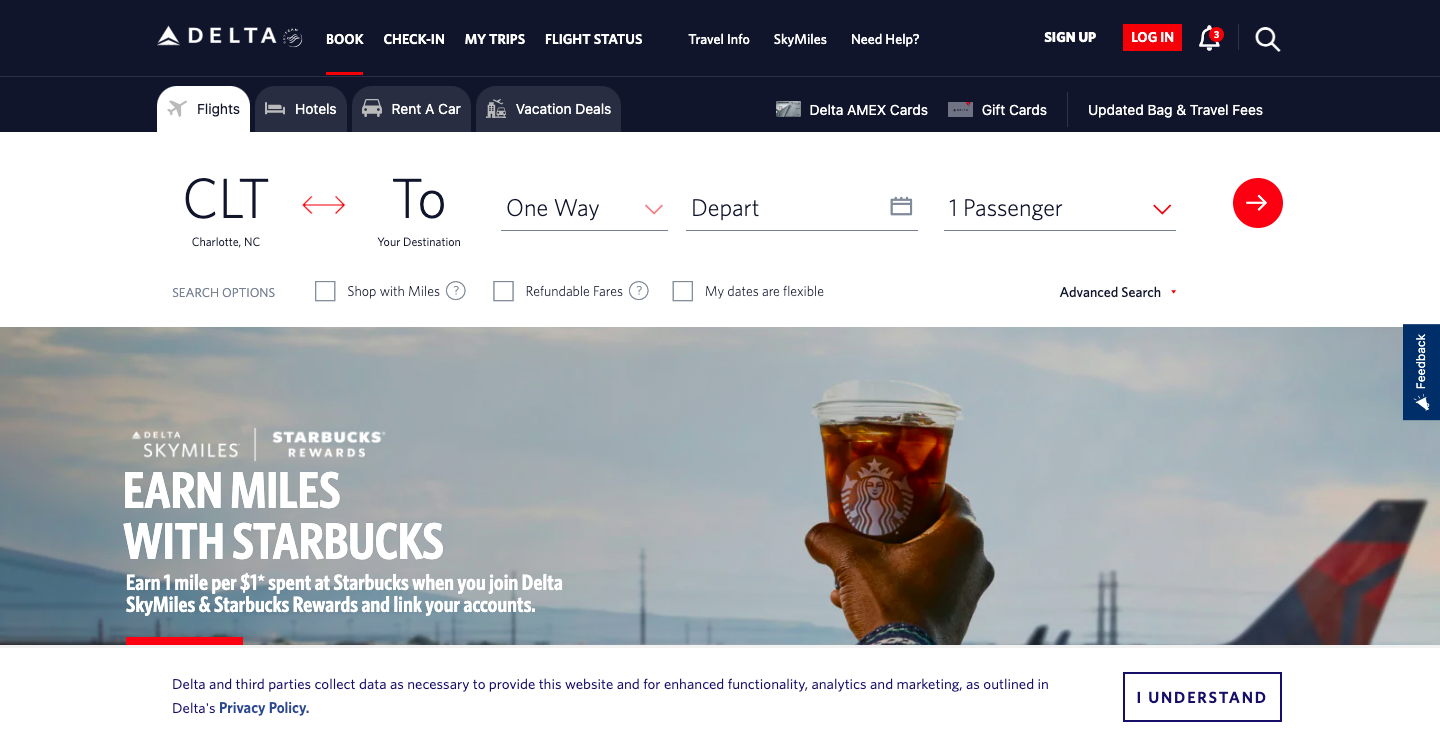 DELTA
BOOK
CHECK-IN
MY TRIPS
FLIGHT STATUS
Travel Info
SkyMiles
Need Help?
SIGN UP
LOG IN
3
Flights
Hotels
Rent A Car
Vacation Deals
Delta AMEX Cards
Gift Cards
Updated Bag & Travel Fees
CLT
Charlotte, NC
To
Your Destination
One Way
Depart
1 Passenger
SEARCH OPTIONS
Shop with Miles ?
Refundable Fares ?
My dates are flexible
Advanced Search
Feedback
DELTA
SKYMILES
STARBUCKS®
REWARDS
EARN MILES
WITH STARBUCKS
Earn 1 mile per $1* spent at Starbucks when you join Delta
SkyMiles & Starbucks Rewards and link your accounts.
Delta and third parties collect data as necessary to provide this website and for enhanced functionality, analytics and marketing, as outlined in
Delta's Privacy Policy.
I UNDERSTAND